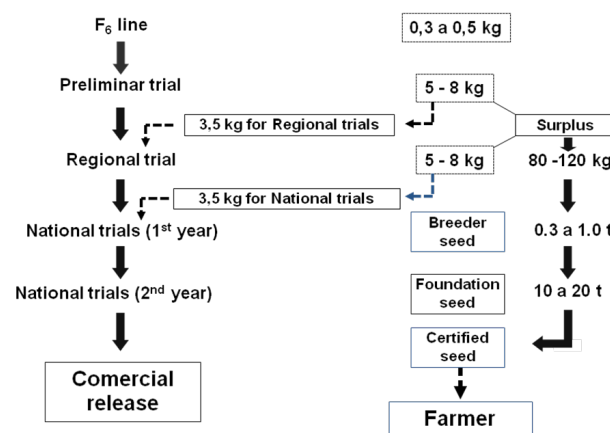 F6 line
0,3 a 0,5 kg
Preliminar trial
5 - 8 kg
3,5 kg for Regional trials
Surplus
Regional trial
5 - 8 kg
80 -120 kg
3,5 kg for National trials
National trials (1st year)
Breeder
seed
0.3 a 1.0 t
National trials (2nd year)
Foundation
seed
10 a 20 t
Certified
seed
Comercial
release
Farmer